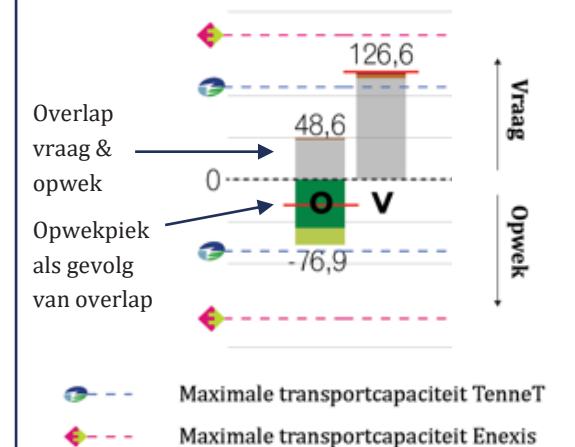 126,6
Overlap
vraag &
opwek
48,6
Vraag
0
O V
Opwekpiek
als gevolg
van overlap
-76,9
Opwek
Maximale transportcapaciteit TenneT
Maximale transportcapaciteit Enexis